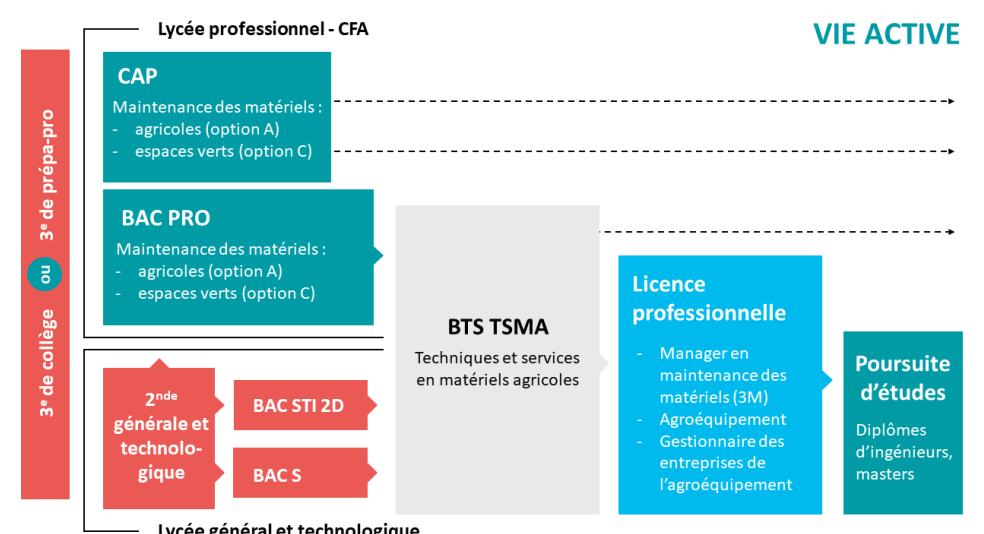 Lycée professionnel - CFA
VIE ACTIVE
3e de collège ou 3e de prépa-pro
CAP
Maintenance des matériels :
- agricoles (option A)
- espaces verts (option C)
BAC PRO
Maintenance des matériels :
- agricoles (option A)
- espaces verts (option C)
2nde
générale et
technolo-
gique
BAC STI 2D
BAC S
Lycée général et technologique
BTS TSMA
Techniques et services
en matériels agricoles
Licence
professionnelle
- Manager en
maintenance des
matériels (3M)
- Agroéquipement
- Gestionnaire des
entreprises de
l'agroéquipement
Poursuite
d'études
Diplômes
d'ingénieurs,
masters